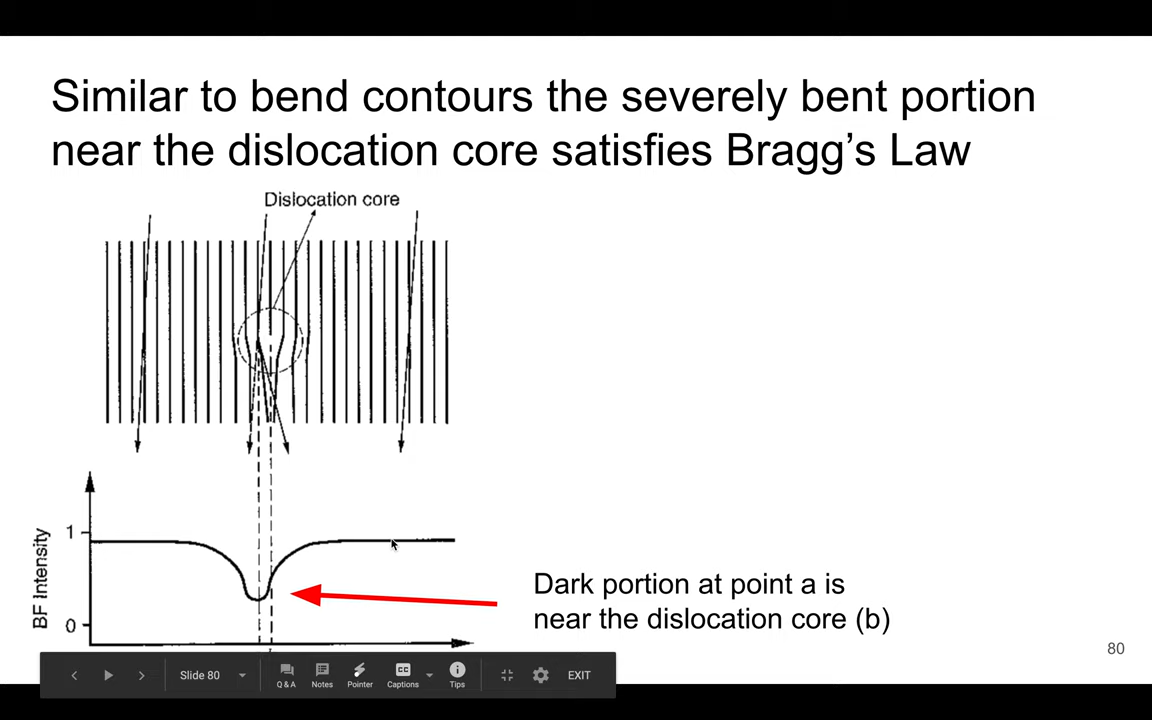 Similar to bend contours the severely bent portion
near the dislocation core satisfies Bragg's Law
Dislocation core
1
BF Intensity
0
Dark portion at point a is
near the dislocation core (b)
80
Slide 80
Q & A
Notes
Pointer
CC
Captions
Tips
EXIT